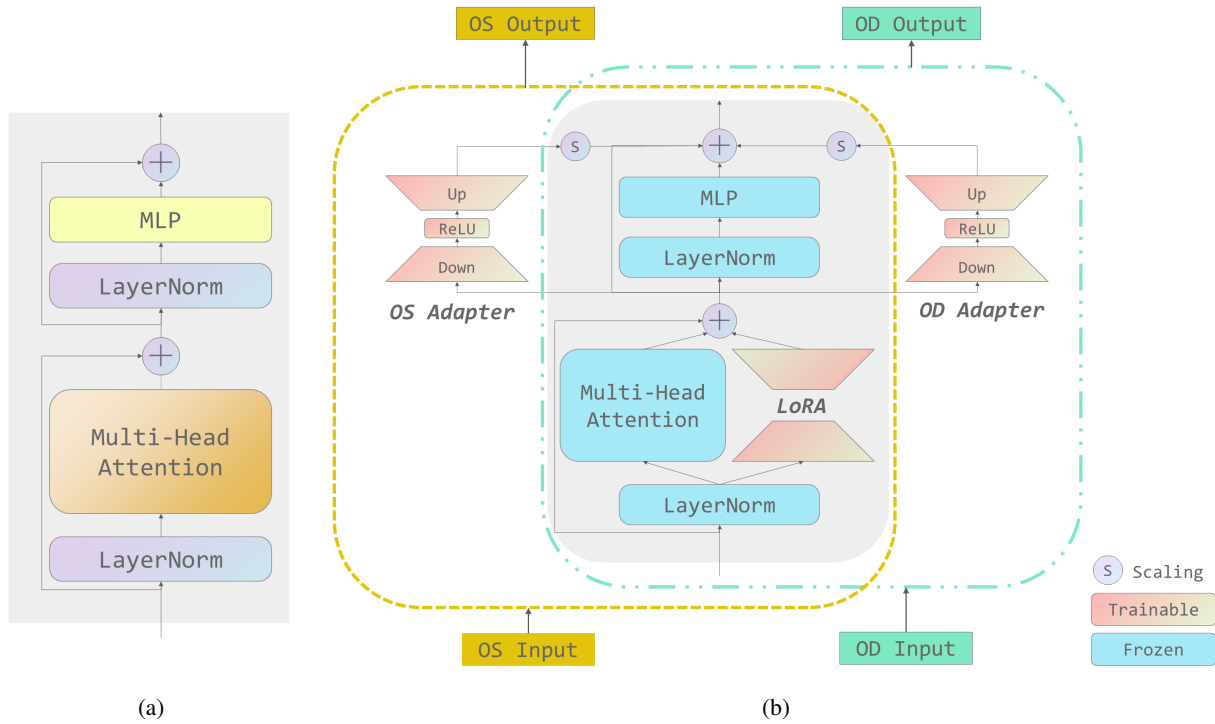 OS Output
OD Output
MLP
LayerNorm
Multi-Head
Attention
LayerNorm
S
S
Up
ReLU
Down
OS Adapter
MLP
LayerNorm
Up
ReLU
Down
OD Adapter
Multi-Head
Attention
LoRA
LayerNorm
OS Input
OD Input
S Scaling
Trainable
Frozen
(a)
(b)